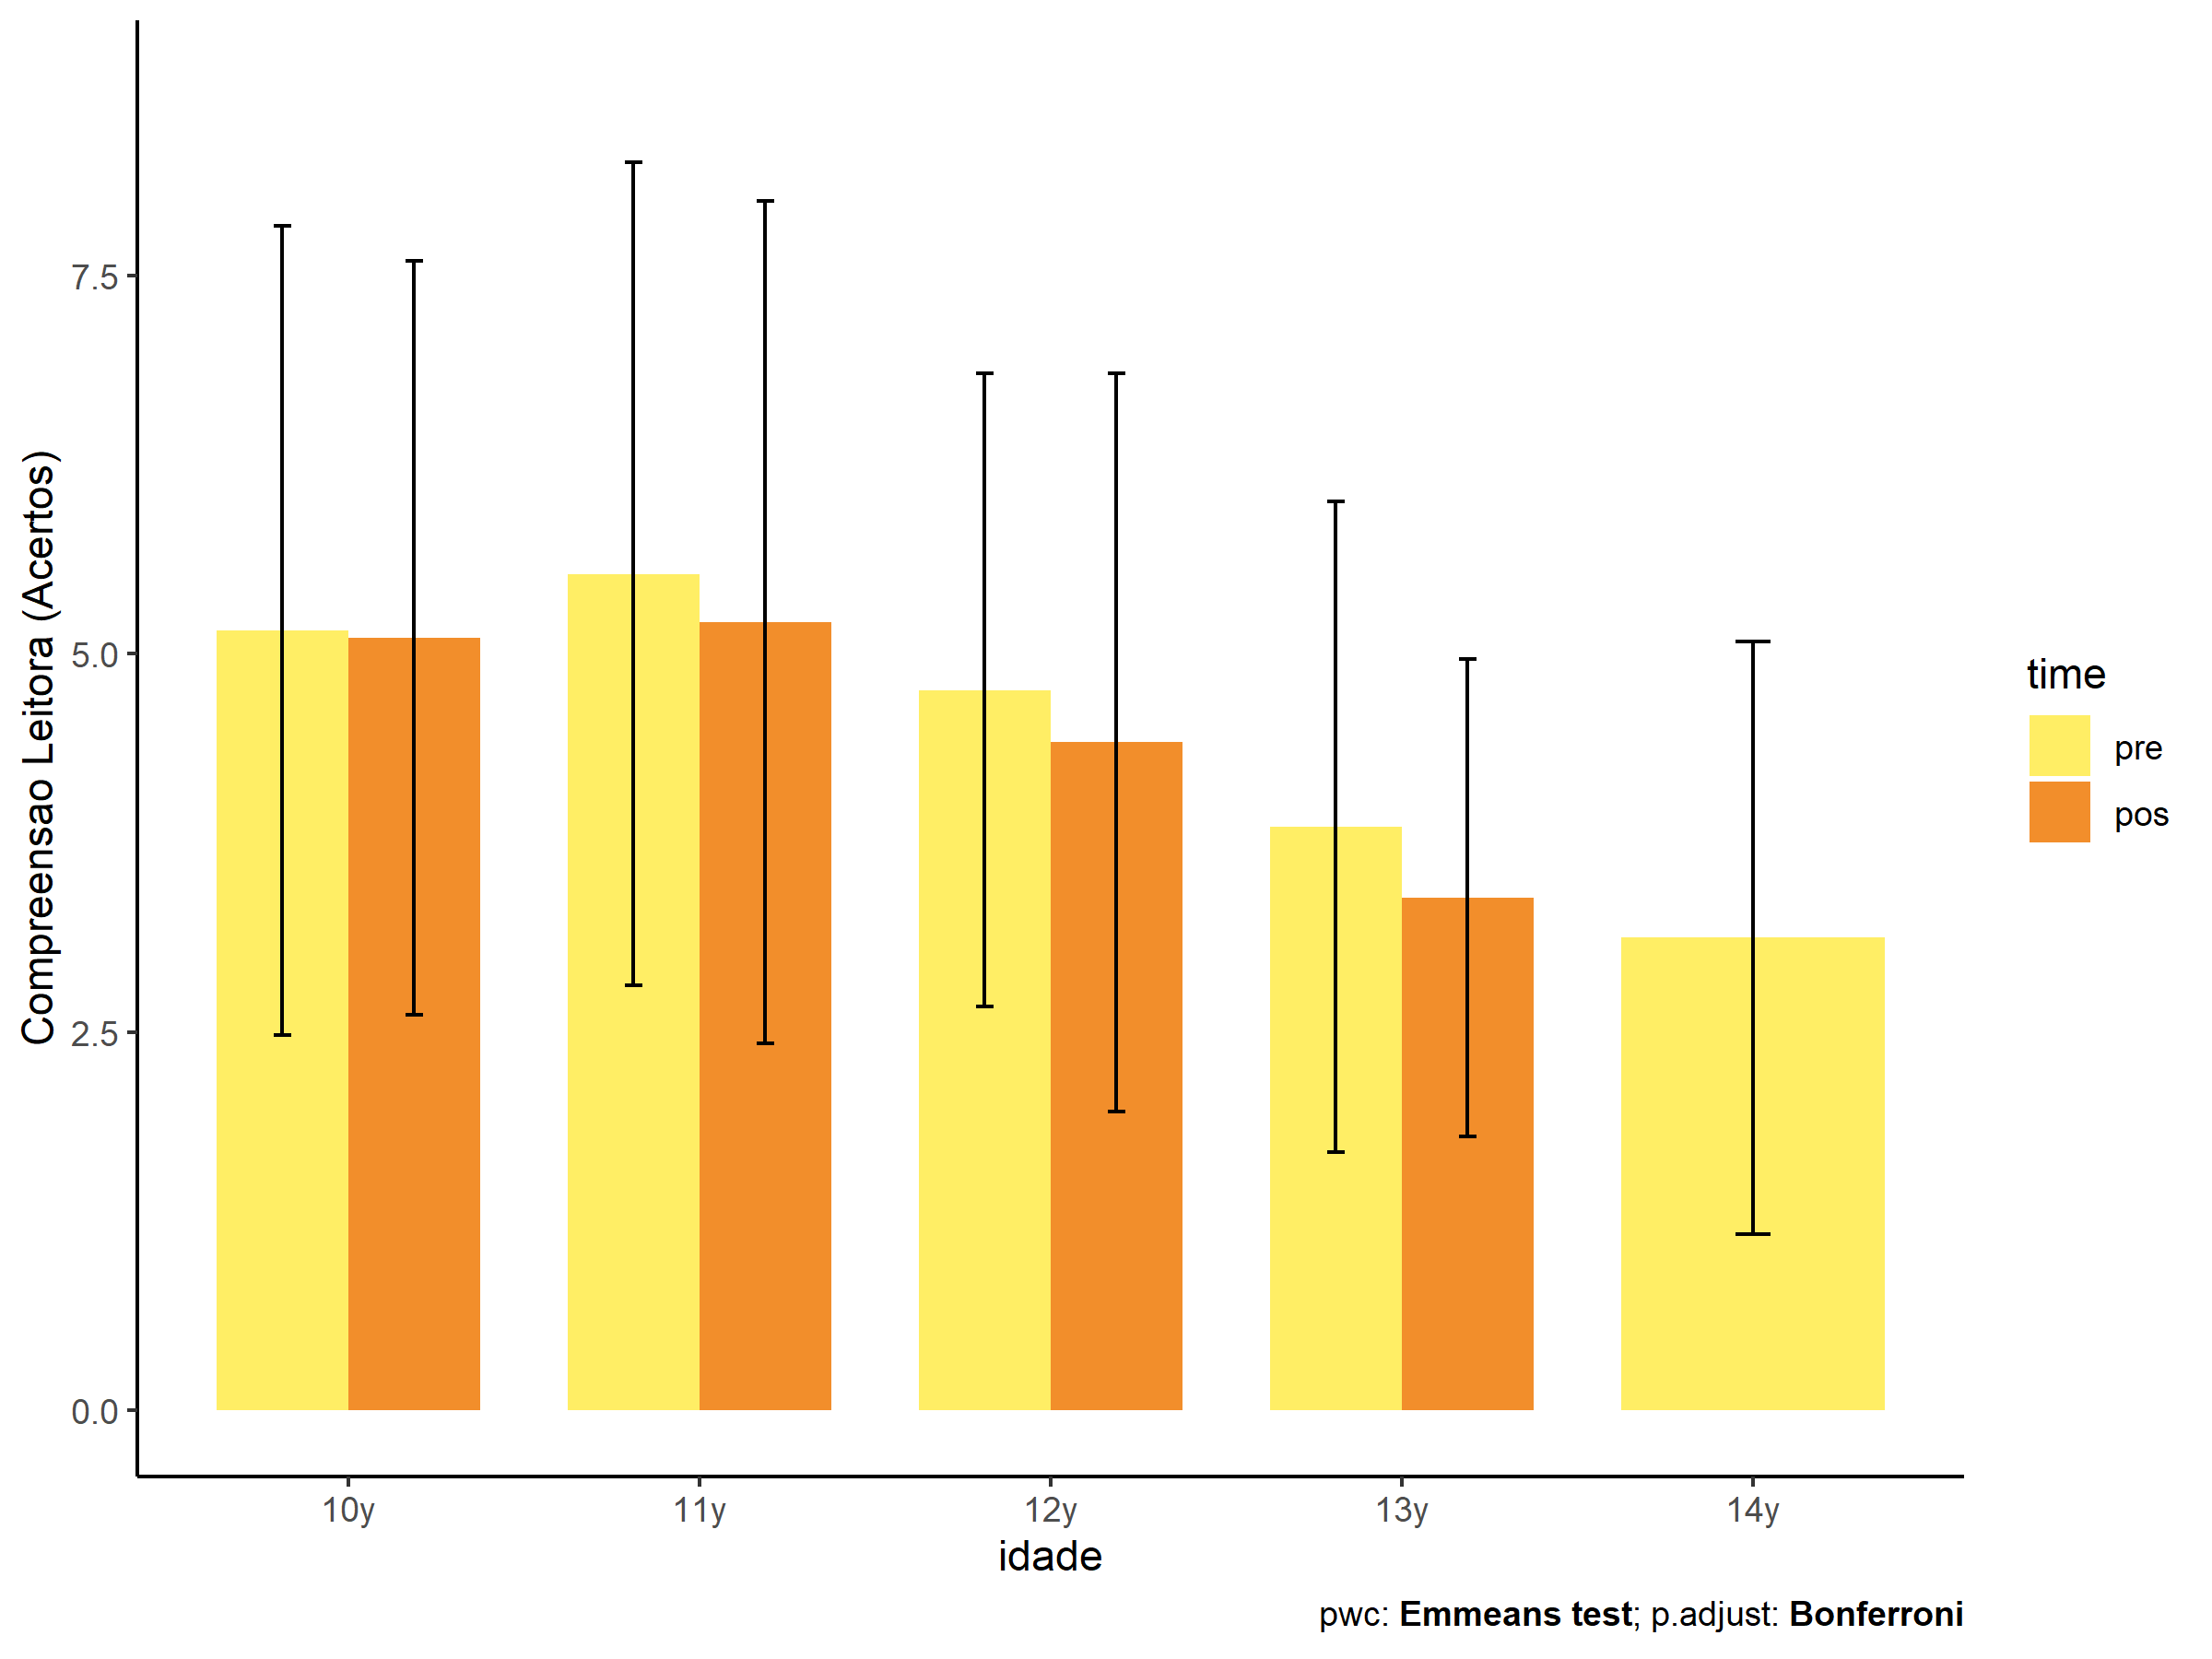 Compreensao Leitora (Acertos)
7.5
5.0
2.5
0.0
10y
11y
12y
13y
14y
idade
time
pre
pos
pwc: Emmeans test; p.adjust: Bonferroni